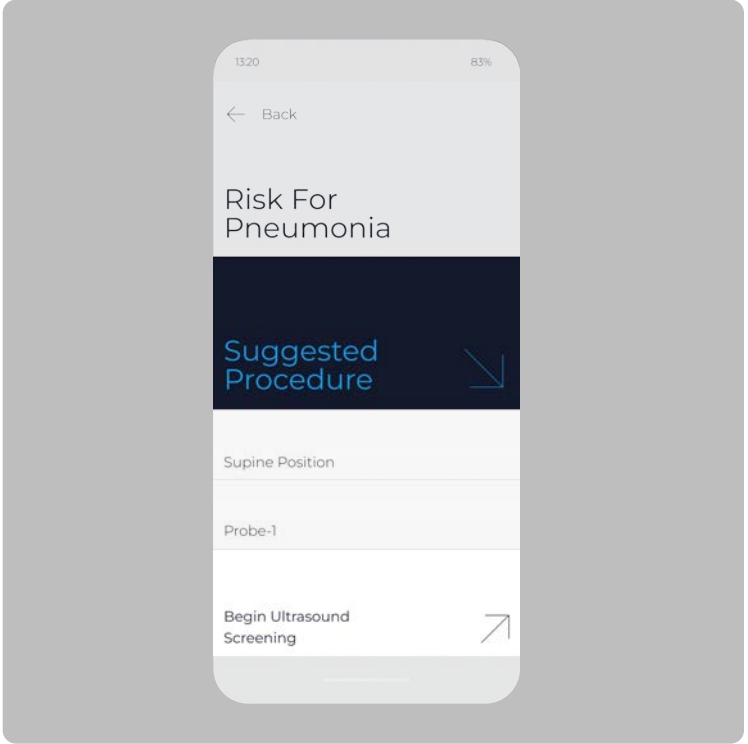 13:20 83%
Back
Risk For
Pneumonia
Suggested
Procedure
Supine Position
Probe-1
Begin Ultrasound
Screening